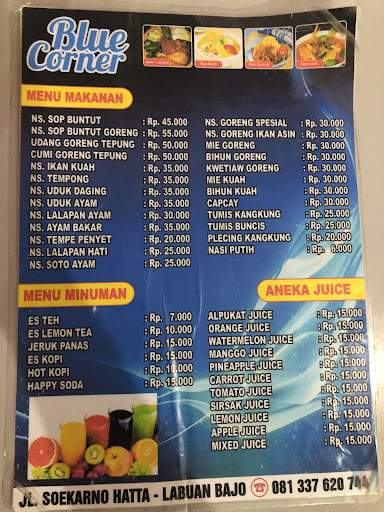 Blue
Corner
MENU MAKANAN
NS. SOP BUNTUT : Rp. 45.000
NS. SOP BUNTUT GORENG : Rp. 55.000
UDANG GORENG TEPUNG : Rp. 50.000
CUMI GORENG TEPUNG : Rp. 50.000
NS. IKAN KUAH : Rp. 35.000
NS. TEMPONG : Rp. 35.000
NS. UDUK DAGING : Rp. 35.000
NS. UDUK AYAM : Rp. 30.000
NS. LALAPAN AYAM : Rp. 30.000
NS. AYAM BAKAR : Rp. 35.000
NS. TEMPE PENYET : Rp. 20.000
NS. LALAPAN HATI : Rp. 25.000
NS. SOTO AYAM : Rp. 25.000
NS. GORENG SPESIAL : Rp. 30.000
NS. GORENG IKAN ASIN : Rp. 30.000
MIE GORENG : Rp. 30.000
BIHUN GORENG : Rp. 30.000
KWETIAW GORENG : Rp. 30.000
MIE KUAH : Rp. 30.000
BIHUN KUAH : Rp. 30.000
CAPCAY : Rp. 30.000
TUMIS KANGKUNG : Rp. 25.000
TUMIS BUNCIS : Rp. 25.000
PLECING KANGKUNG : Rp. 20.000
NASI PUTIH : Rp. 6.000
MENU MINUMAN
ES TEH : Rp. 7.000
ES LEMON TEA : Rp. 10.000
JERUK PANAS : Rp. 15.000
ES KOPI : Rp. 15.000
HOT KOPI : Rp. 15.000
HAPPY SODA : Rp. 15.000
ANEKA JUICE
ALPUKAT JUICE : Rp. 15.000
ORANGE JUICE : Rp. 15.000
WATERMELON JUICE : Rp. 15.000
MANGGO JUICE : Rp. 15.000
PINEAPPLE JUICE : Rp. 15.000
CARROT JUICE : Rp. 15.000
TOMATO JUICE : Rp. 15.000
SIRSAK JUICE : Rp. 15.000
LEMON JUICE : Rp. 15.000
APPLE JUICE : Rp. 15.000
MIXED JUICE : Rp. 15.000
JL. SOEKARNO HATTA - LABUAN BAJO ☎ 081 337 620 744